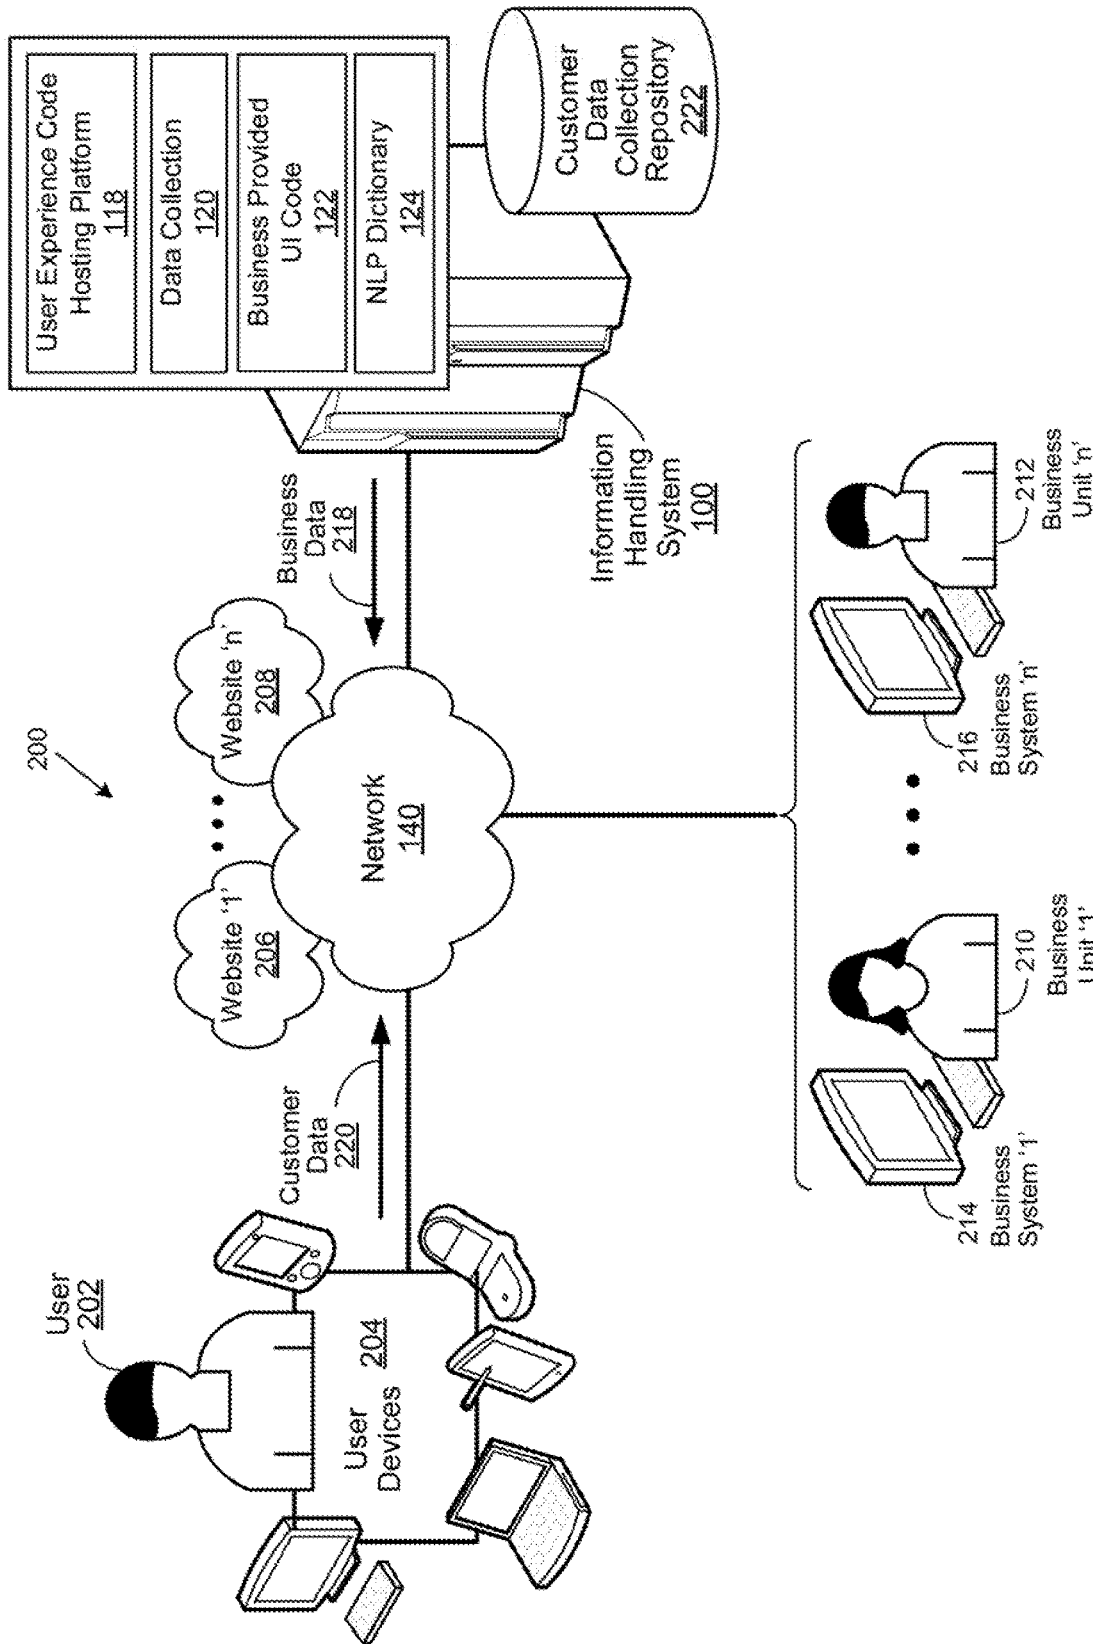 200
User
202
User
Devices
204
Customer
Data
220
Website '1'
206
Website 'n'
208
Network
140
Business
Data
218
User Experience Code
Hosting Platform
118
Data Collection
120
Business Provided
UI Code
122
NLP Dictionary
124
Customer
Data
Collection
Repository
222
Information
Handling
System
100
214
Business
System '1'
210
Business
Unit '1'
216
Business
System 'n'
212
Business
Unit 'n'